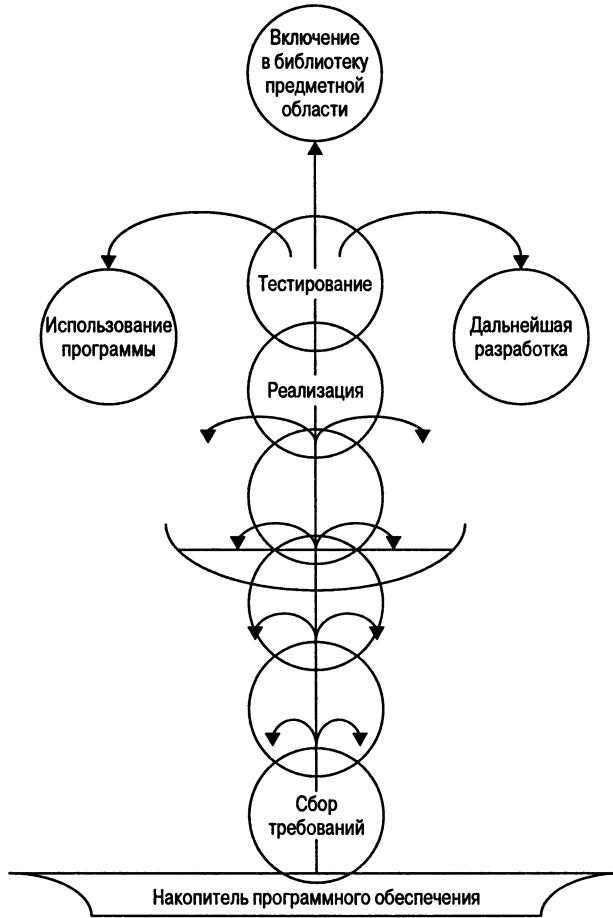 Включение
в библиотеку
предметной
области
Тестирование
Использование
программы
Дальнейшая
разработка
Реализация
Сбор
требований
Накопитель программного обеспечения